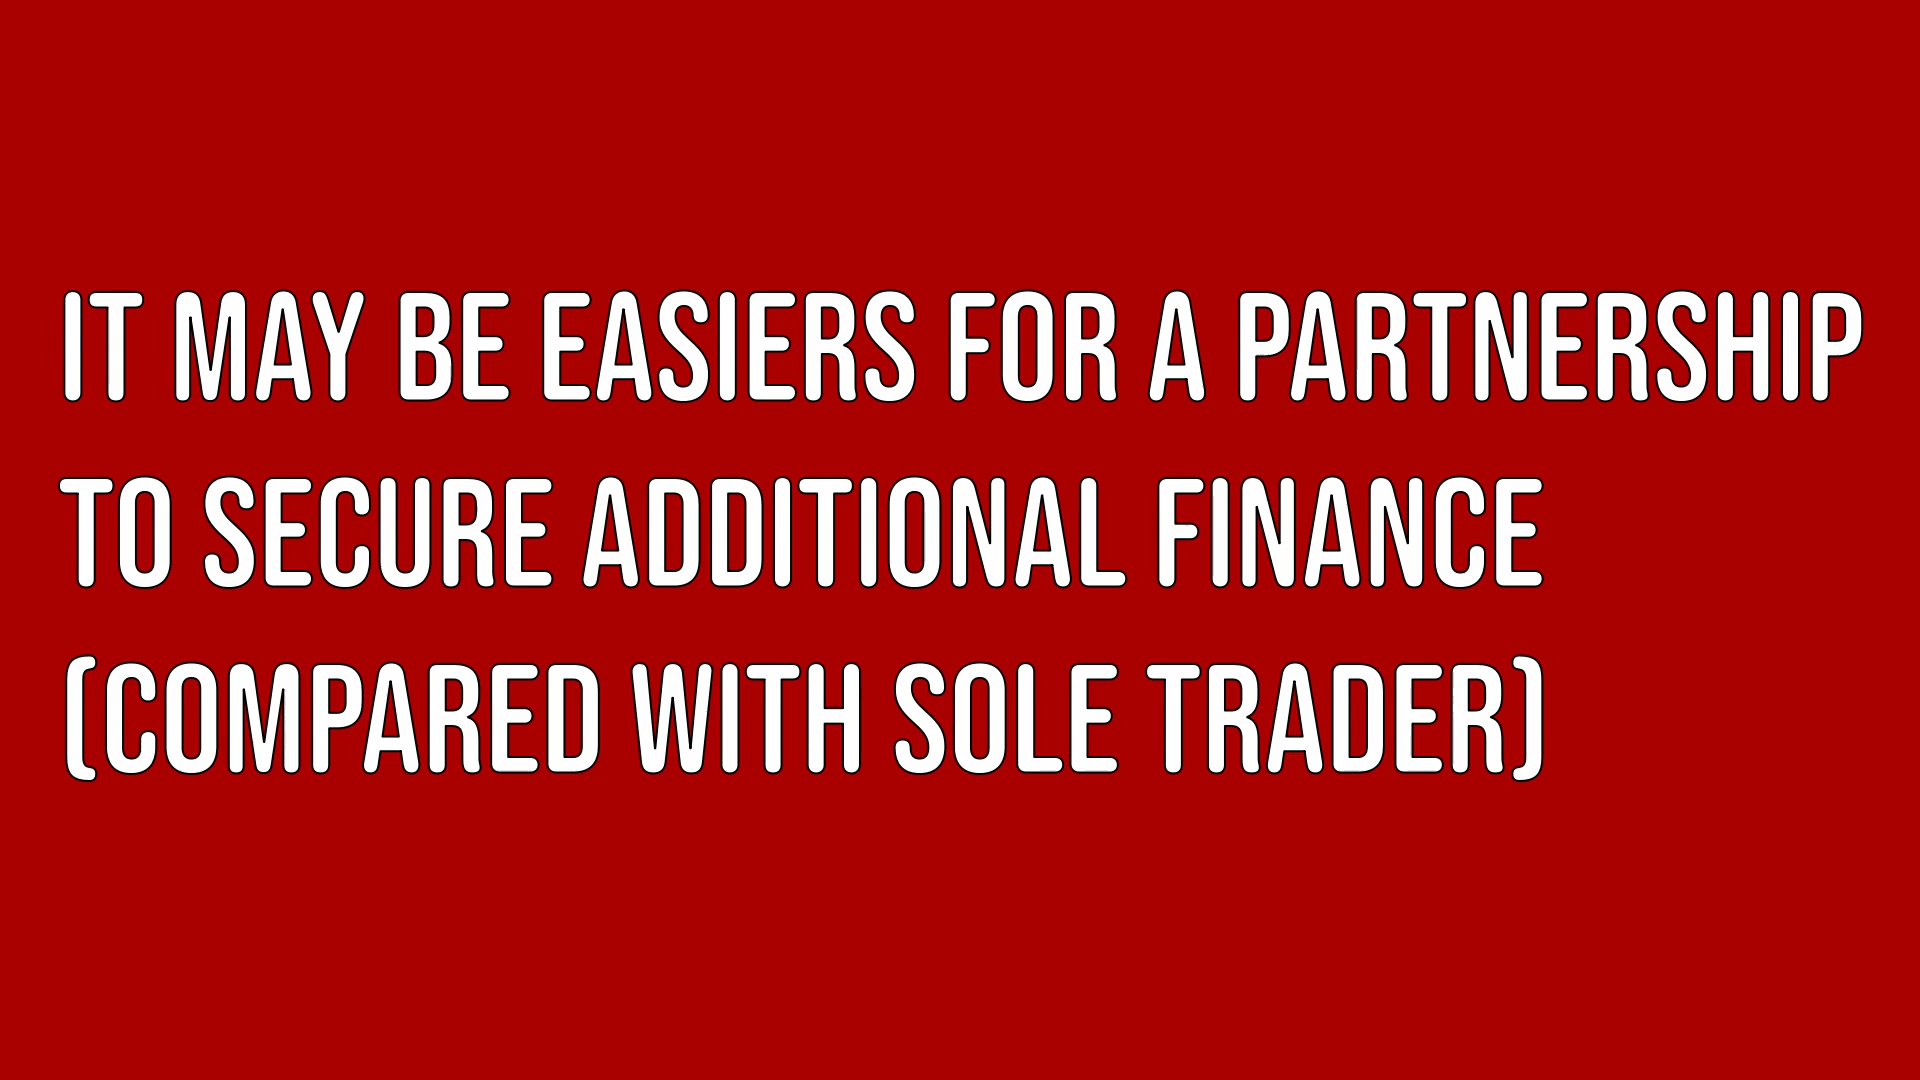 IT MAY BE EASIERS FOR A PARTNERSHIP
TO SECURE ADDITIONAL FINANCE
(COMPARED WITH SOLE TRADER)